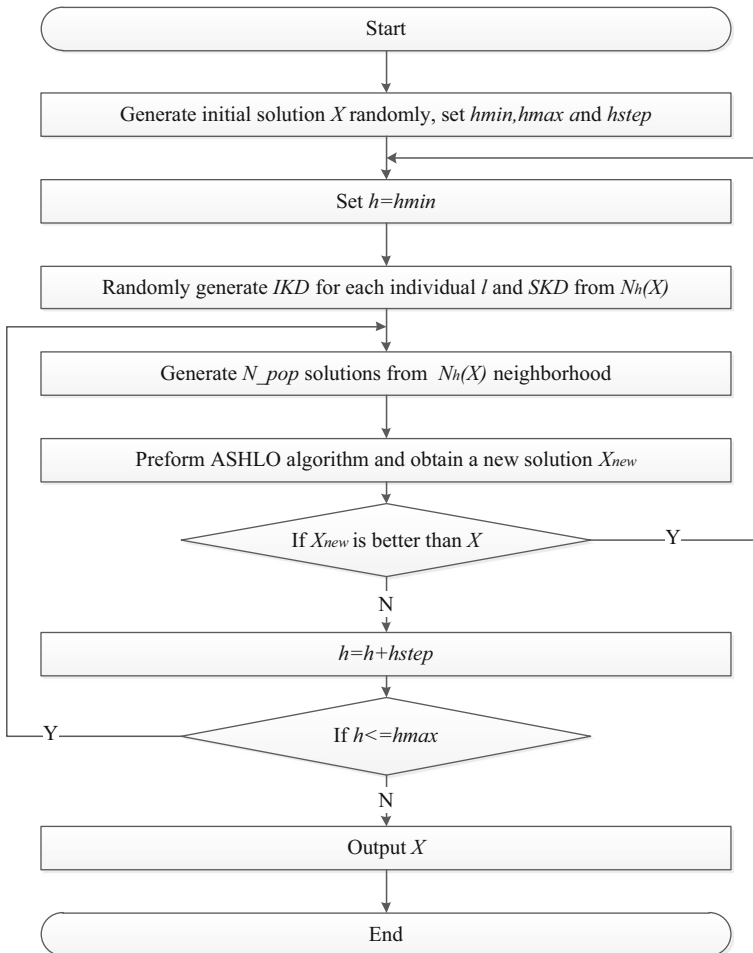 Start
Generate initial solution X randomly, set hmin,hmax and hstep
Set h=hmin
Randomly generate IKD for each individual l and SKD from Nh(X)
Generate N_pop solutions from Nh(X) neighborhood
Preform ASHLO algorithm and obtain a new solution Xnew
If Xnew is better than X
Y
N
h=h+hstep
If h<=hmax
Y
N
Output X
End